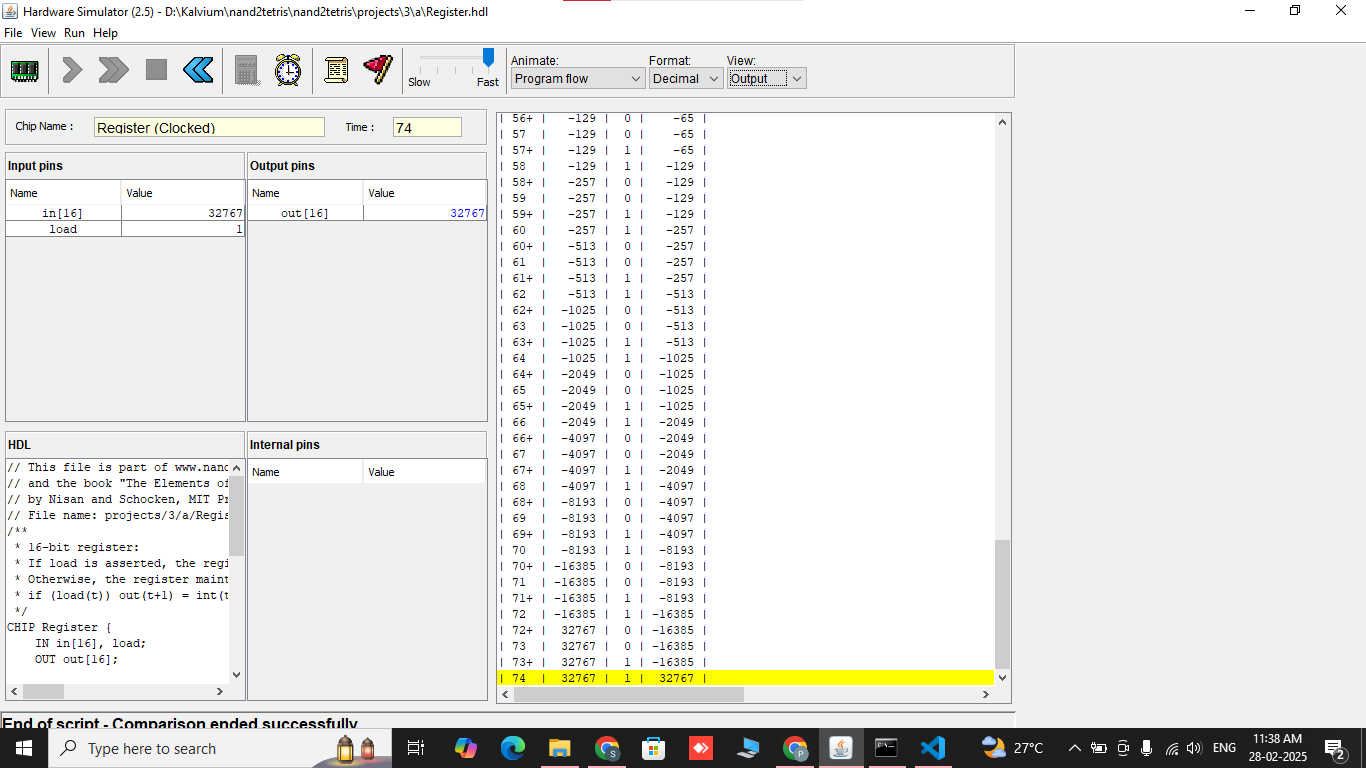 Hardware Simulator (2.5) - D:\Kalvium\nand2tetris\nand2tetris\projects\3\a\Register.hdl
File View Run Help
Slow Fast
Animate: Format: View:
Program flow Decimal Output
Chip Name : Register (Clocked) Time : 74
Input pins
Name Value
in[16] 32767
load 1
Output pins
Name Value
out[16] 32767
HDL
// This file is part of www.nand
// and the book "The Elements of
// by Nisan and Schocken, MIT Pr
// File name: projects/3/a/Regis
/**
* 16-bit register:
* If load is asserted, the regi
* Otherwise, the register maint
* if (load(t)) out(t+1) = int(t
*/
CHIP Register {
IN in[16], load;
OUT out[16];
Internal pins
Name Value
| 56+ | -129 | 0 | -65 |
| 57 | -129 | 0 | -65 |
| 57+ | -129 | 1 | -65 |
| 58 | -129 | 1 | -129 |
| 58+ | -257 | 0 | -129 |
| 59 | -257 | 0 | -129 |
| 59+ | -257 | 1 | -129 |
| 60 | -257 | 1 | -257 |
| 60+ | -513 | 0 | -257 |
| 61 | -513 | 0 | -257 |
| 61+ | -513 | 1 | -257 |
| 62 | -513 | 1 | -513 |
| 62+ | -1025 | 0 | -513 |
| 63 | -1025 | 0 | -513 |
| 63+ | -1025 | 1 | -513 |
| 64 | -1025 | 1 | -1025 |
| 64+ | -2049 | 0 | -1025 |
| 65 | -2049 | 0 | -1025 |
| 65+ | -2049 | 1 | -1025 |
| 66 | -2049 | 1 | -2049 |
| 66+ | -4097 | 0 | -2049 |
| 67 | -4097 | 0 | -2049 |
| 67+ | -4097 | 1 | -2049 |
| 68 | -4097 | 1 | -4097 |
| 68+ | -8193 | 0 | -4097 |
| 69 | -8193 | 0 | -4097 |
| 69+ | -8193 | 1 | -4097 |
| 70 | -8193 | 1 | -8193 |
| 70+ | -16385 | 0 | -8193 |
| 71 | -16385 | 0 | -8193 |
| 71+ | -16385 | 1 | -8193 |
| 72 | -16385 | 1 | -16385 |
| 72+ | 32767 | 0 | -16385 |
| 73 | 32767 | 0 | -16385 |
| 73+ | 32767 | 1 | -16385 |
| 74 | 32767 | 1 | 32767 |
End of script - Comparison ended successfully
Type here to search
S
P
27°C
ENG
11:38 AM
28-02-2025
2